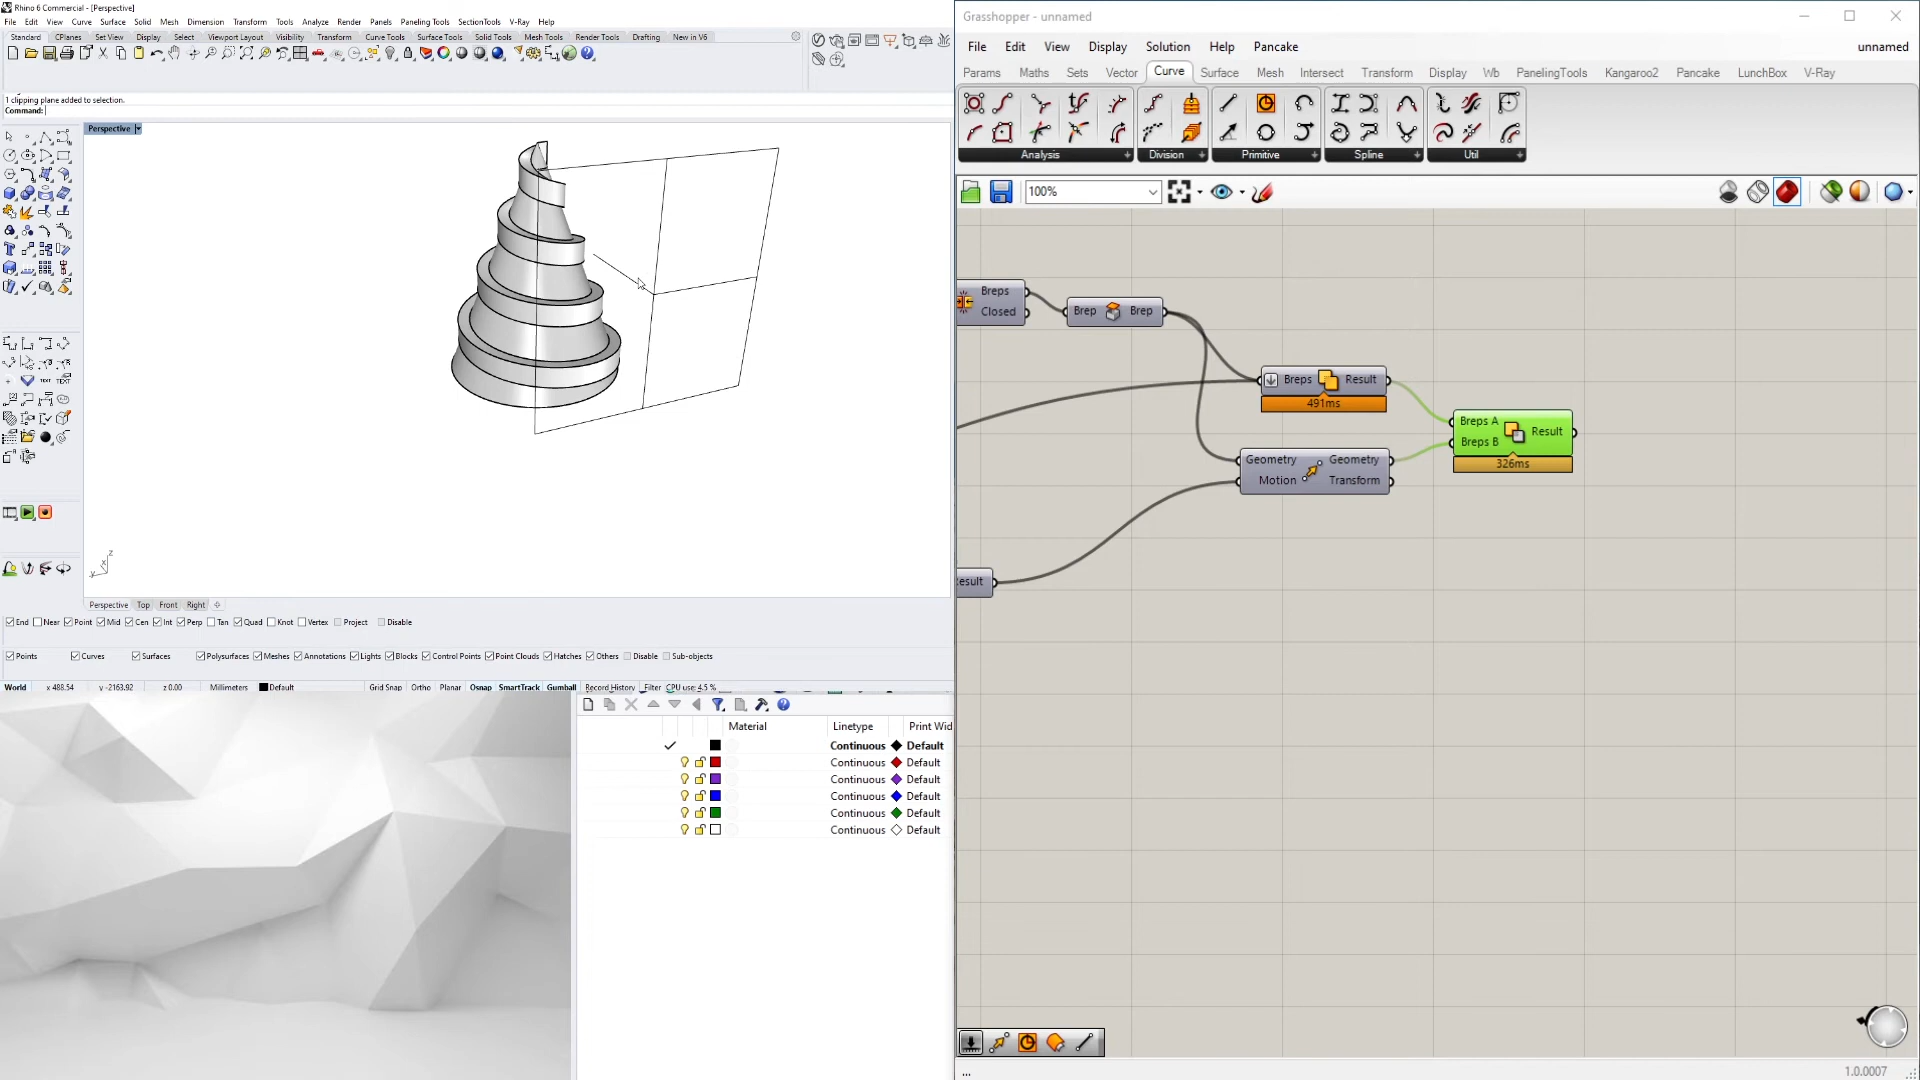 Rhino 6 Commercial - [Perspective]
File Edit View Curve Surface Solid Mesh Dimension Transform Tools Analyze Render Panels Paneling Tools SectionTools V-Ray Help
Standard CPlanes Set View Display Select Viewport Layout Visibility Transform Curve Tools Surface Tools Solid Tools Mesh Tools Render Tools Drafting New in V6
1 clipping plane added to selection.
Command:
Perspective
z
x
y
Perspective Top Front Right
End Near Point Mid Cen Int Perp Tan Quad Knot Vertex Project Disable
Points Curves Surfaces Polysurfaces Meshes Annotations Lights Blocks Control Points Point Clouds Hatches Others Disable Sub-objects
World x 488.54 y -2163.92 z 0.00 Millimeters Default Grid Snap Ortho Planar Osnap SmartTrack Gumball Record History Filter CPU use: 4.5 %
Material Linetype Print Wid
Continuous Default
Continuous Default
Continuous Default
Continuous Default
Continuous Default
Continuous Default
Grasshopper - unnamed
File Edit View Display Solution Help Pancake unnamed
Params Maths Sets Vector Curve Surface Mesh Intersect Transform Display Wb PanelingTools Kangaroo2 Pancake LunchBox V-Ray
Analysis Division Primitive Spline Util
100%
Breps
Closed
Brep Brep
Breps Result
491ms
Breps A
Breps B
Result
326ms
Geometry Geometry
Motion Transform
esult
...
1.0.0007